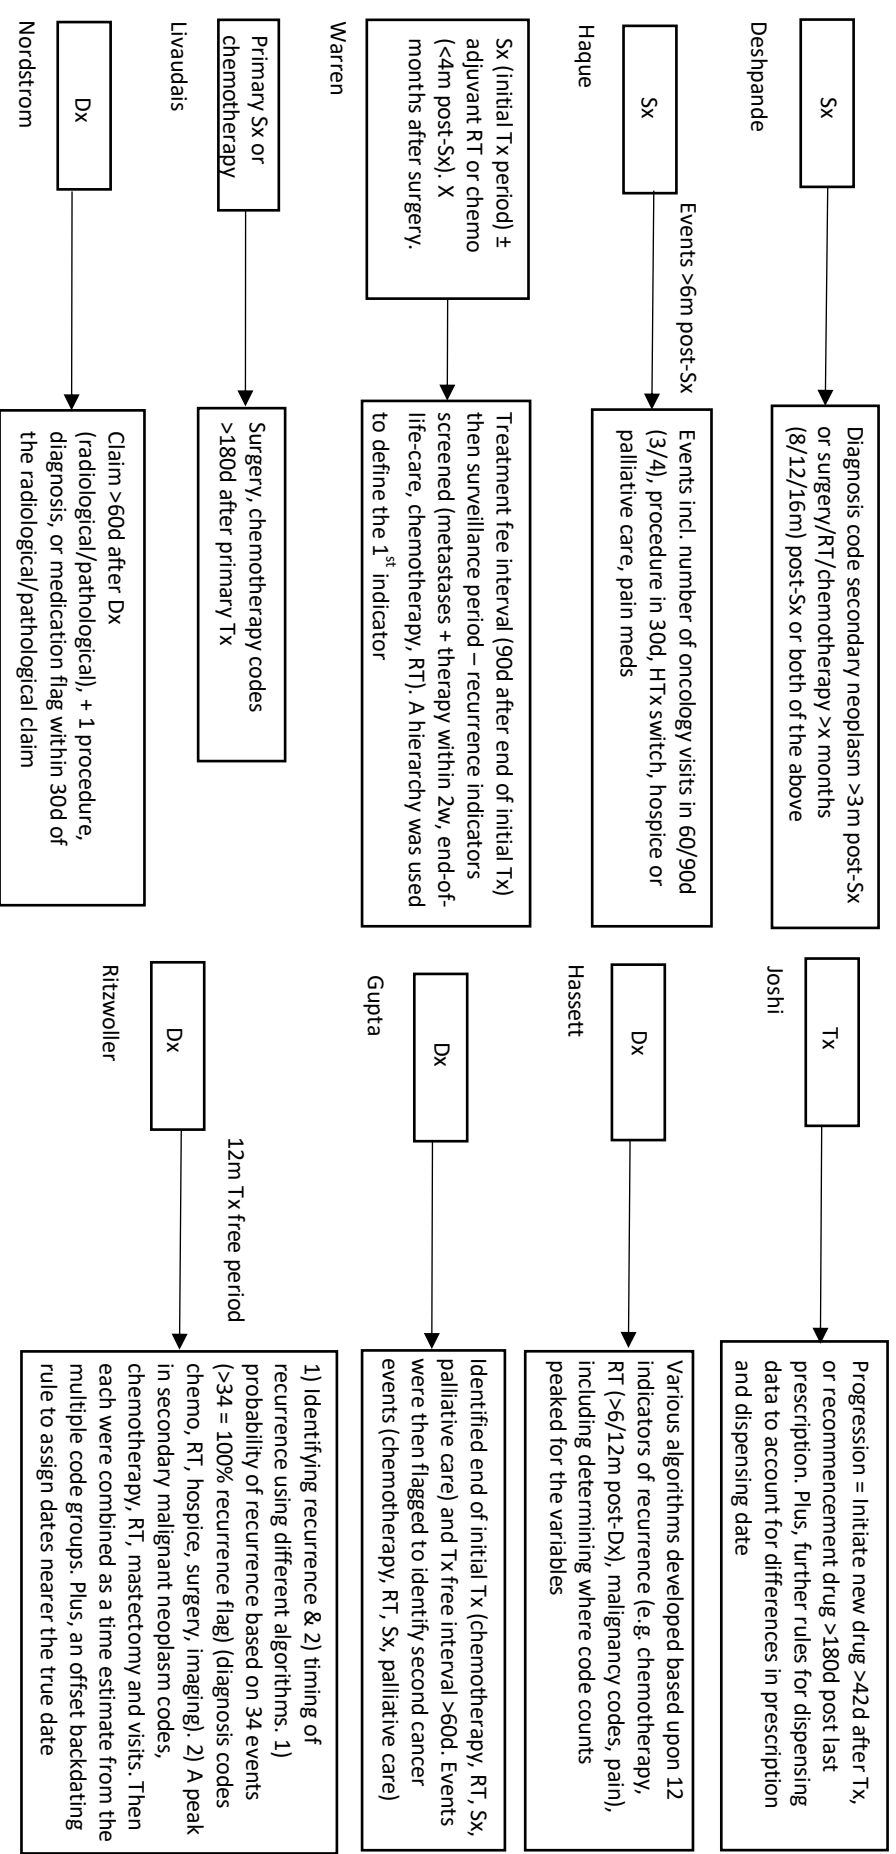 Sx
Diagnosis code secondary neoplasm >3m post-Sx
or surgery/RT/chemotherapy >x months
(8/12/16m) post-Sx or both of the above
Deshpande
Sx
Events >6m post-Sx
Events incl. number of oncology visits in 60/90d
(3/4), procedure in 30d, HTx switch, hospice or
palliative care, pain meds
Haque
Sx (initial Tx period) ±
adjuvant RT or chemo
(<4m post-Sx). X
months after surgery.
Treatment fee interval (90d after end of initial Tx)
then surveillance period – recurrence indicators
screened (metastases + therapy within 2w, end-of-
life-care, chemotherapy, RT). A hierarchy was used
to define the 1st indicator
Warren
Primary Sx or
chemotherapy
Surgery, chemotherapy codes
>180d after primary Tx
Livaudais
Dx
Claim >60d after Dx
(radiological/pathological), + 1 procedure,
diagnosis, or medication flag within 30d of
the radiological/pathological claim
Nordstrom
Tx
Progression = Initiate new drug >42d after Tx,
or recommencement drug >180d post last
prescription. Plus, further rules for dispensing
data to account for differences in prescription
and dispensing date
Joshi
Dx
Various algorithms developed based upon 12
indicators of recurrence (e.g. chemotherapy,
RT (>6/12m post-Dx), malignancy codes, pain),
including determining where code counts
peaked for the variables
Hassett
Dx
Identified end of initial Tx (chemotherapy, RT, Sx,
palliative care) and Tx free interval >60d. Events
were then flagged to identify second cancer
events (chemotherapy, RT, Sx, palliative care)
Gupta
Dx
12m Tx free period
1) Identifying recurrence & 2) timing of
recurrence using different algorithms. 1)
probability of recurrence based on 34 events
(>34 = 100% recurrence flag) (diagnosis codes
chemo, RT, hospice, surgery, imaging). 2) A peak
in secondary malignant neoplasm codes,
chemotherapy, RT, mastectomy and visits. Then
each were combined as a time estimate from the
multiple code groups. Plus, an offset backdating
rule to assign dates nearer the true date
Ritzwoller